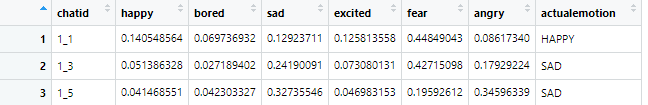 chatid happy bored sad excited fear angry actualemotion
1 1_1 0.140548564 0.069736932 0.12923711 0.125813558 0.44849043 0.08617340 HAPPY
2 1_3 0.051386328 0.027189402 0.24190091 0.073080131 0.42715098 0.17929224 SAD
3 1_5 0.041468551 0.042303327 0.32735546 0.046983153 0.19592612 0.34596339 SAD